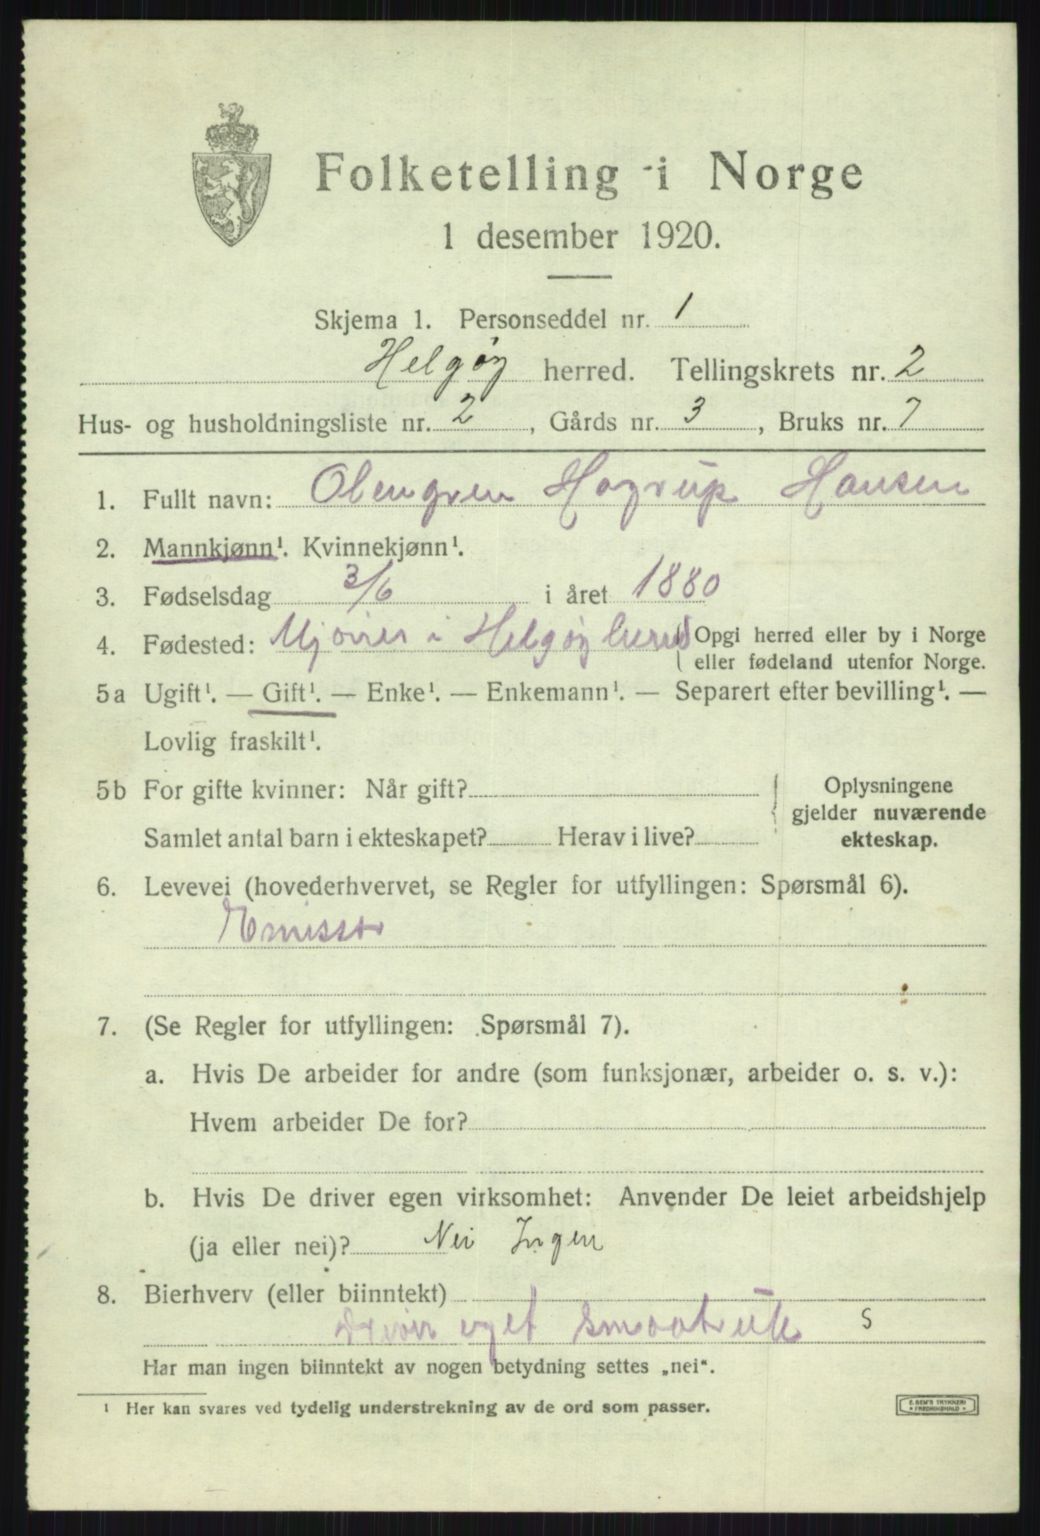 Folketelling i Norge
1 desember 1920.
Skjema 1. Personseddel nr. 1
Helgøy herred. Tellingskrets nr. 2
Hus- og husholdningsliste nr. 2, Gårds nr. 3, Bruks nr. 7
1. Fullt navn: Hagrup Hansen
2. Mannkjønn¹. Kvinnekjønn¹.
3. Fødselsdag 3/6 i året 1880
4. Fødested: i Helgøy Opgi herred eller by i Norge
eller fødeland utenfor Norge.
5a Ugift¹. — Gift¹. — Enke¹. — Enkemann¹. — Separert efter bevilling¹. —
Lovlig fraskilt¹.
5b For gifte kvinner: Når gift? Oplysningene
gjelder nuværende
Samlet antal barn i ekteskapet? Herav i live? ekteskap.
6. Levevei (hovederhvervet, se Regler for utfyllingen: Spørsmål 6).
Emissær
7. (Se Regler for utfyllingen: Spørsmål 7).
a. Hvis De arbeider for andre (som funksjonær, arbeider o. s. v.):
Hvem arbeider De for?
b. Hvis De driver egen virksomhet: Anvender De leiet arbeidshjelp
(ja eller nei)? Nei Ingen
8. Bierhverv (eller biinntekt)
eget smaabruk S
Har man ingen biinntekt av nogen betydning settes „nei“.
¹ Her kan svares ved tydelig understrekning av de ord som passer.